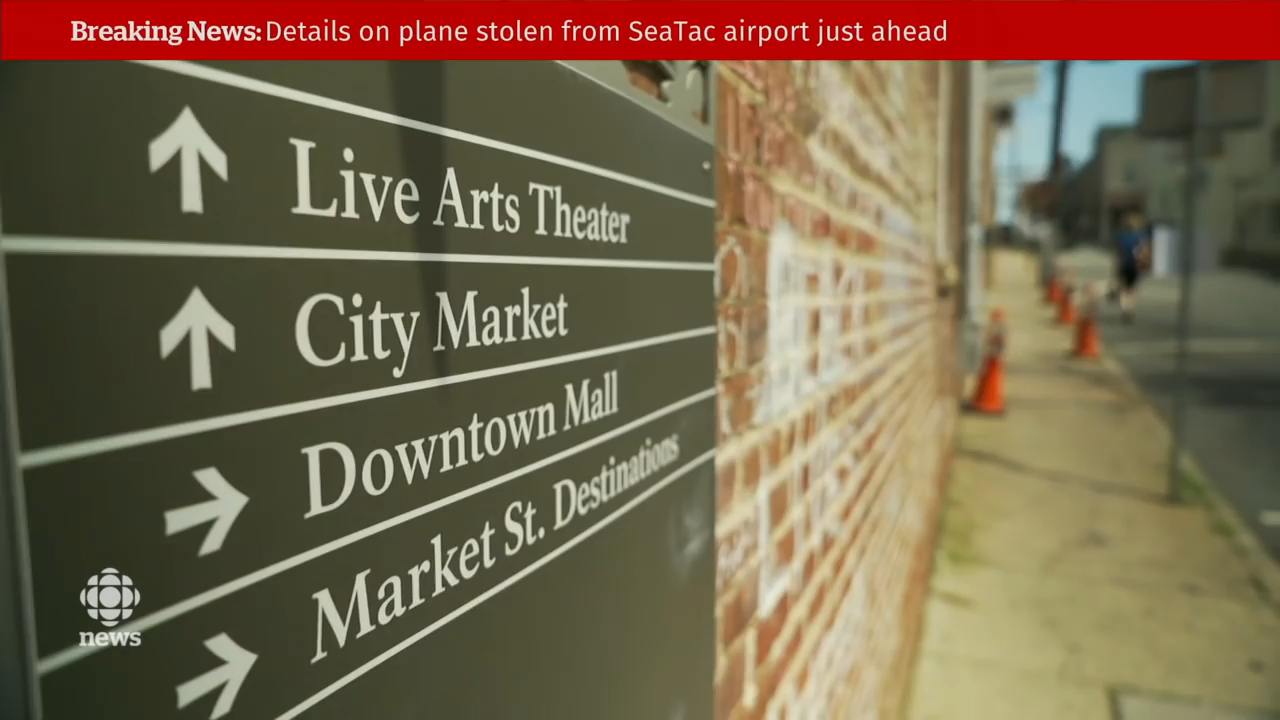 Breaking News: Details on plane stolen from SeaTac airport just ahead
Live Arts Theater
City Market
Downtown Mall
Market St. Destinations
news